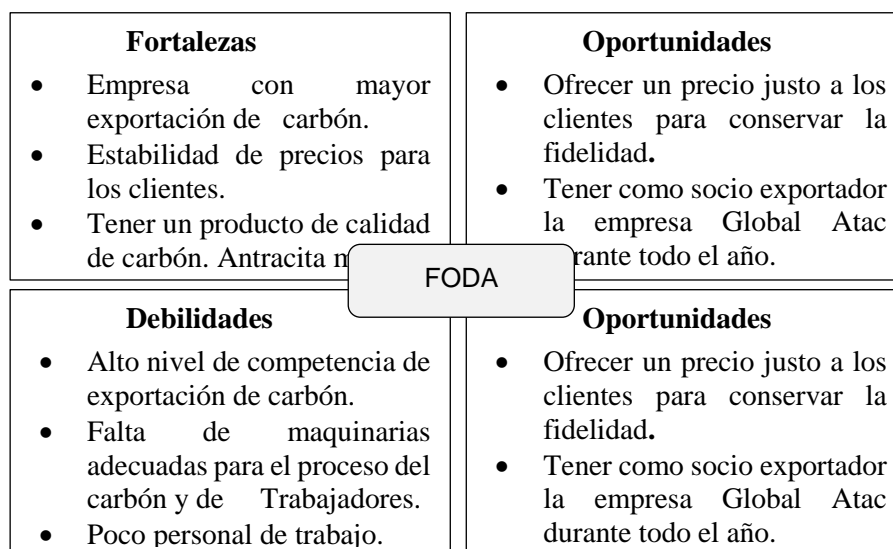 Fortalezas
• Empresa con mayor
exportación de carbón.
• Estabilidad de precios para
los clientes.
• Tener un producto de calidad
de carbón. Antracita
Oportunidades
• Ofrecer un precio justo a los
clientes para conservar la
fidelidad.
• Tener como socio exportador
la empresa Global Atac
durante todo el año.
FODA
Debilidades
• Alto nivel de competencia de
exportación de carbón.
• Falta de maquinarias
adecuadas para el proceso del
carbón y de Trabajadores.
• Poco personal de trabajo.
Oportunidades
• Ofrecer un precio justo a los
clientes para conservar la
fidelidad.
• Tener como socio exportador
la empresa Global Atac
durante todo el año.